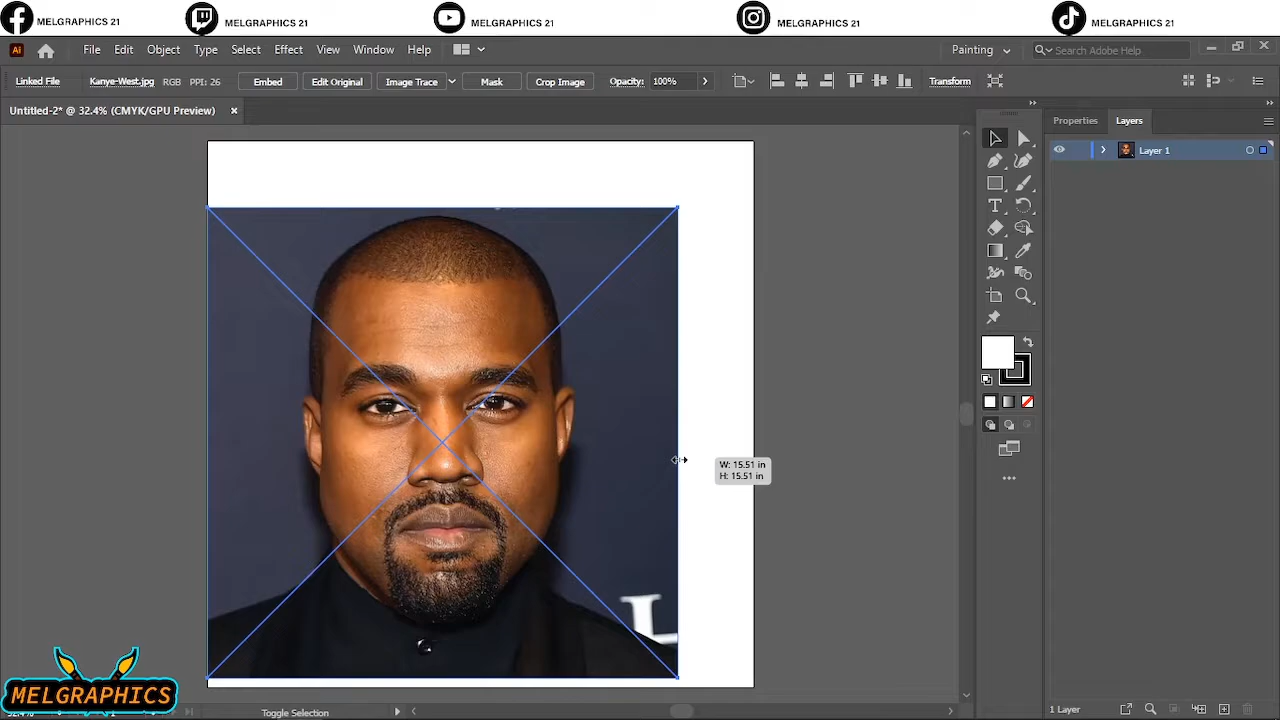 MELGRAPHICS 21 MELGRAPHICS 21 MELGRAPHICS 21 MELGRAPHICS 21 MELGRAPHICS 21
Ai File Edit Object Type Select Effect View Window Help Painting Search Adobe Help
Linked File Kanye-West.jpg RGB PPI: 26 Embed Edit Original Image Trace Mask Crop Image Opacity: 100% Transform
Untitled-2* @ 32.4% (CMYK/GPU Preview) ×
Properties Layers
Layer 1
W: 15.51 in
H: 15.51 in
MELGRAPHICS
Toggle Selection
1 Layer